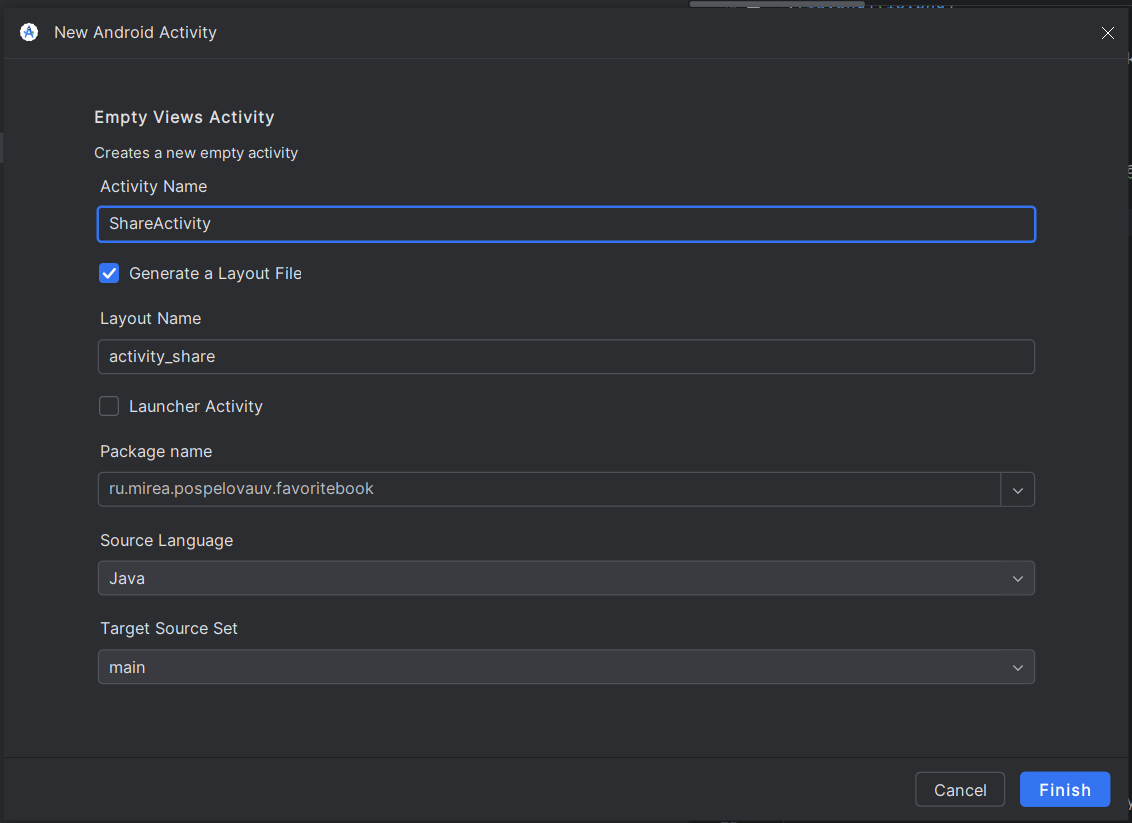 New Android Activity
Empty Views Activity
Creates a new empty activity
Activity Name
ShareActivity
Generate a Layout File
Layout Name
activity_share
Launcher Activity
Package name
ru.mirea.pospelovauv.favoritebook
Source Language
Java
Target Source Set
main
Cancel
Finish